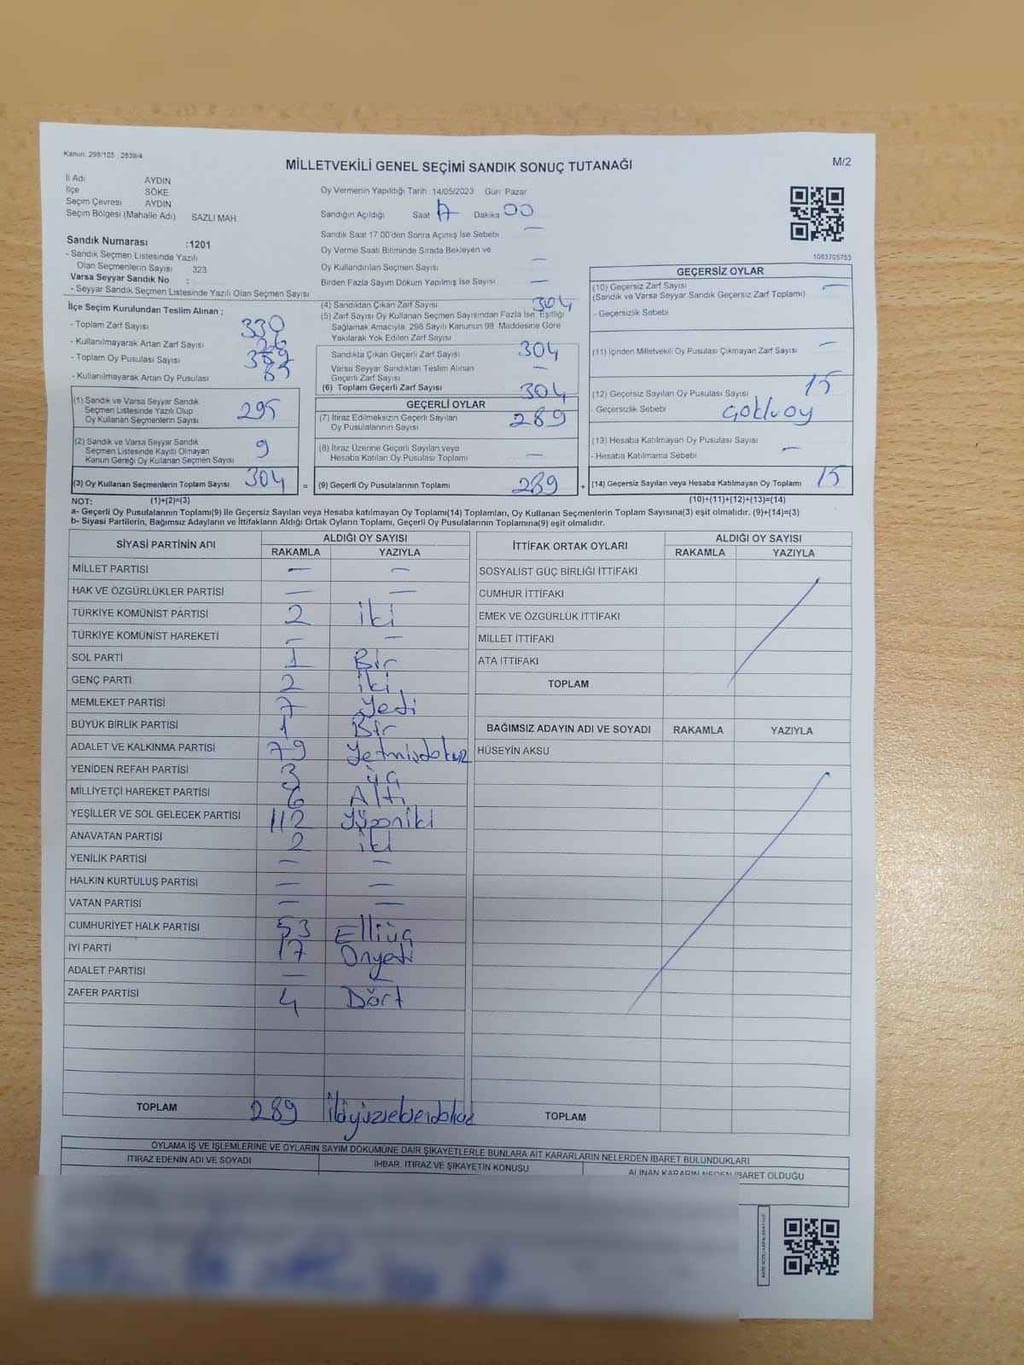 Kanun: 298/105 , 2839/4
MİLLETVEKİLİ GENEL SEÇİMİ SANDIK SONUÇ TUTANAĞI
M/2
İl Adı AYDIN
İlçe SÖKE
Seçim Çevresi AYDIN
Seçim Bölgesi (Mahalle Adı) SAZLI MAH
Sandık Numarası :1201
- Sandık Seçmen Listesinde Yazılı
Olan Seçmenlerin Sayısı 323
Varsa Seyyar Sandık No :
- Seyyar Sandık Seçmen Listesinde Yazılı Olan Seçmen Sayısı
Oy Vermenin Yapıldığı Tarih :14/05/2023 Gün: Pazar
Sandığın Açıldığı Saat 17 Dakika 00
Sandık Saat 17:00'den Sonra Açılmış İse Sebebi —
Oy Verme Saati Bitiminde Sırada Bekleyen ve
Oy Kullandırılan Seçmen Sayısı —
Birden Fazla Sayım Döküm Yapılmış İse Sayısı —
1083705783
İlçe Seçim Kurulundan Teslim Alınan :
- Toplam Zarf Sayısı 330
- Kullanılmayarak Artan Zarf Sayısı 26
- Toplam Oy Pusulası Sayısı
- Kullanılmayarak Artan Oy Pusulası
(1) Sandık ve Varsa Seyyar Sandık
Seçmen Listesinde Yazılı Olup
Oy Kullanan Seçmenlerin Sayısı 295
(2) Sandık ve Varsa Seyyar Sandık
Seçmen Listesinde Kayıtlı Olmayan
Kanun Gereği Oy Kullanan Seçmen Sayısı 9
(3) Oy Kullanan Seçmenlerin Toplam Sayısı 304
(4) Sandıktan Çıkan Zarf Sayısı 304
(5) Zarf Sayısı Oy Kullanan Seçmen Sayısından Fazla İse, Eşitliği
Sağlamak Amacıyla, 298 Sayılı Kanunun 98. Maddesine Göre
Yakılarak Yok Edilen Zarf Sayısı
Sandıkta Çıkan Geçerli Zarf Sayısı 304
Varsa Seyyar Sandıktan Teslim Alınan —
Geçerli Zarf Sayısı
(6) Toplam Geçerli Zarf Sayısı 304
GEÇERLİ OYLAR
(7) İtiraz Edilmeksizin Geçerli Sayılan
Oy Pusulalarının Sayısı 289
(8) İtiraz Üzerine Geçerli Sayılan veya
Hesaba Katılan Oy Pusulası Toplamı —
= (9) Geçerli Oy Pusulalarının Toplamı 289
GEÇERSİZ OYLAR
(10) Geçersiz Zarf Sayısı —
(Sandık ve Varsa Seyyar Sandık Geçersiz Zarf Toplamı)
- Geçersizlik Sebebi
(11) İçinden Milletvekili Oy Pusulası Çıkmayan Zarf Sayısı —
(12) Geçersiz Sayılan Oy Pusulası Sayısı 15
- Geçersizlik Sebebi
(13) Hesaba Katılmayan Oy Pusulası Sayısı
- Hesaba Katılmama Sebebi —
+ (14) Geçersiz Sayılan veya Hesaba Katılmayan Oy Toplamı 15
NOT: (1)+(2)=(3) (10)+(11)+(12)+(13)=(14)
a- Geçerli Oy Pusulalarının Toplamı(9) ile Geçersiz Sayılan veya Hesaba Katılmayan Oy Toplamı(14) Toplamları, Oy Kullanan Seçmenlerin Toplam Sayısına(3) eşit olmalıdır. (9)+(14)=(3)
b- Siyasi Partilerin, Bağımsız Adayların ve İttifakların Aldığı Ortak Oyların Toplamı, Geçerli Oy Pusulalarının Toplamına(9) eşit olmalıdır.
SİYASİ PARTİNİN ADI ALDIĞI OY SAYISI
RAKAMLA YAZIYLA
MİLLET PARTİSİ — —
HAK VE ÖZGÜRLÜKLER PARTİSİ — —
TÜRKİYE KOMÜNİST PARTİSİ 2 iki
TÜRKİYE KOMÜNİST HAREKETİ — —
SOL PARTİ 1 Bir
GENÇ PARTİ 2 iki
MEMLEKET PARTİSİ 7 Yedi
BÜYÜK BİRLİK PARTİSİ 1 Bir
ADALET VE KALKINMA PARTİSİ 79 Yetmişdokuz
YENİDEN REFAH PARTİSİ 3 üç
MİLLİYETÇİ HAREKET PARTİSİ 6 Altı
YEŞİLLER VE SOL GELECEK PARTİSİ 112 Yüzoniki
ANAVATAN PARTİSİ 2 iki
YENİLİK PARTİSİ — —
HALKIN KURTULUŞ PARTİSİ — —
VATAN PARTİSİ — —
CUMHURİYET HALK PARTİSİ 53 Elliüç
İYİ PARTİ 17 Onyedi
ADALET PARTİSİ — —
ZAFER PARTİSİ 4 Dört
TOPLAM 289
İTTİFAK ORTAK OYLARI ALDIĞI OY SAYISI
RAKAMLA YAZIYLA
SOSYALİST GÜÇ BİRLİĞİ İTTİFAKI
CUMHUR İTTİFAKI
EMEK VE ÖZGÜRLÜK İTTİFAKI
MİLLET İTTİFAKI
ATA İTTİFAKI
TOPLAM
BAĞIMSIZ ADAYIN ADI VE SOYADI RAKAMLA YAZIYLA
HÜSEYİN AKSU
TOPLAM
OYLAMA İŞ VE İŞLEMLERİNE VE OYLARIN SAYIM DÖKÜMÜNE DAİR ŞİKAYETLERLE BUNLARA AİT KARARLARIN NELERDEN İBARET BULUNDUKLARI
İTİRAZ EDENİN ADI VE SOYADI İHBAR, İTİRAZ VE ŞİKAYETİN KONUSU ALINAN KARARIN NEDEN İBARET OLDUĞU